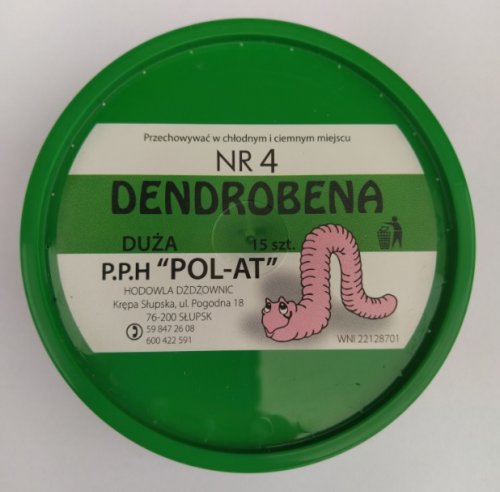 Przechowywać w chłodnym i ciemnym miejscu
NR 4
DENDROBENA
DUŻA 15 szt.
P.P.H "POL-AT"
HODOWLA DŻDŻOWNIC
Krępa Słupska, ul. Pogodna 18
76-200 SŁUPSK
59 847 26 08
600 422 591
WNI 22128701